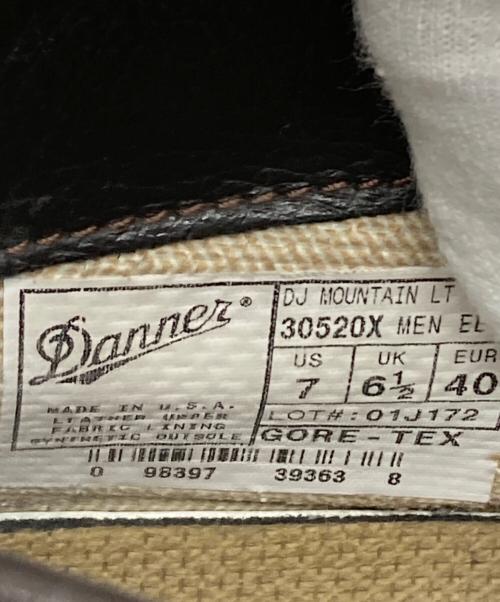 Danner®
MADE IN U.S.A.
LEATHER UPPER
FABRIC LINING
SYNTHETIC OUTSOLE
DJ MOUNTAIN LT
30520X MEN EL
US UK EUR
7 6½ 40
LOT#:01J172
GORE-TEX
0 98397 39363 8